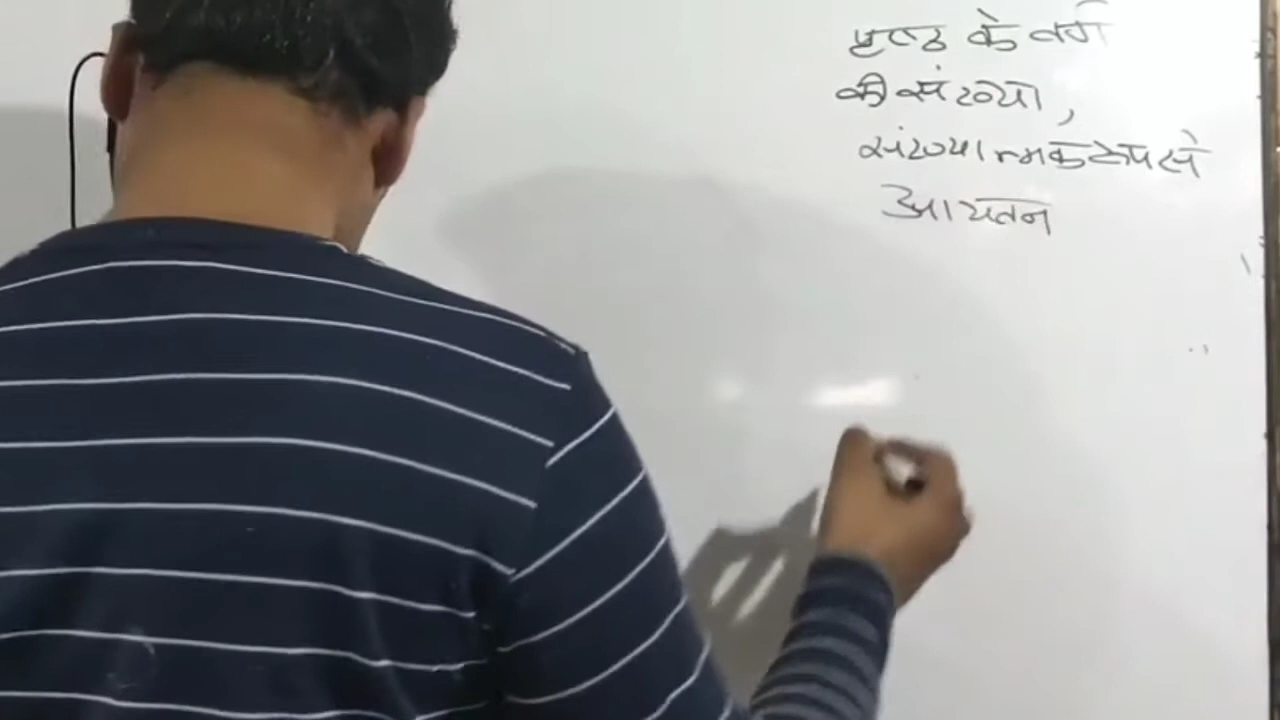 पृष्ठ के वर्ग
की संख्या,
संख्यात्मक रूप से
आयतन